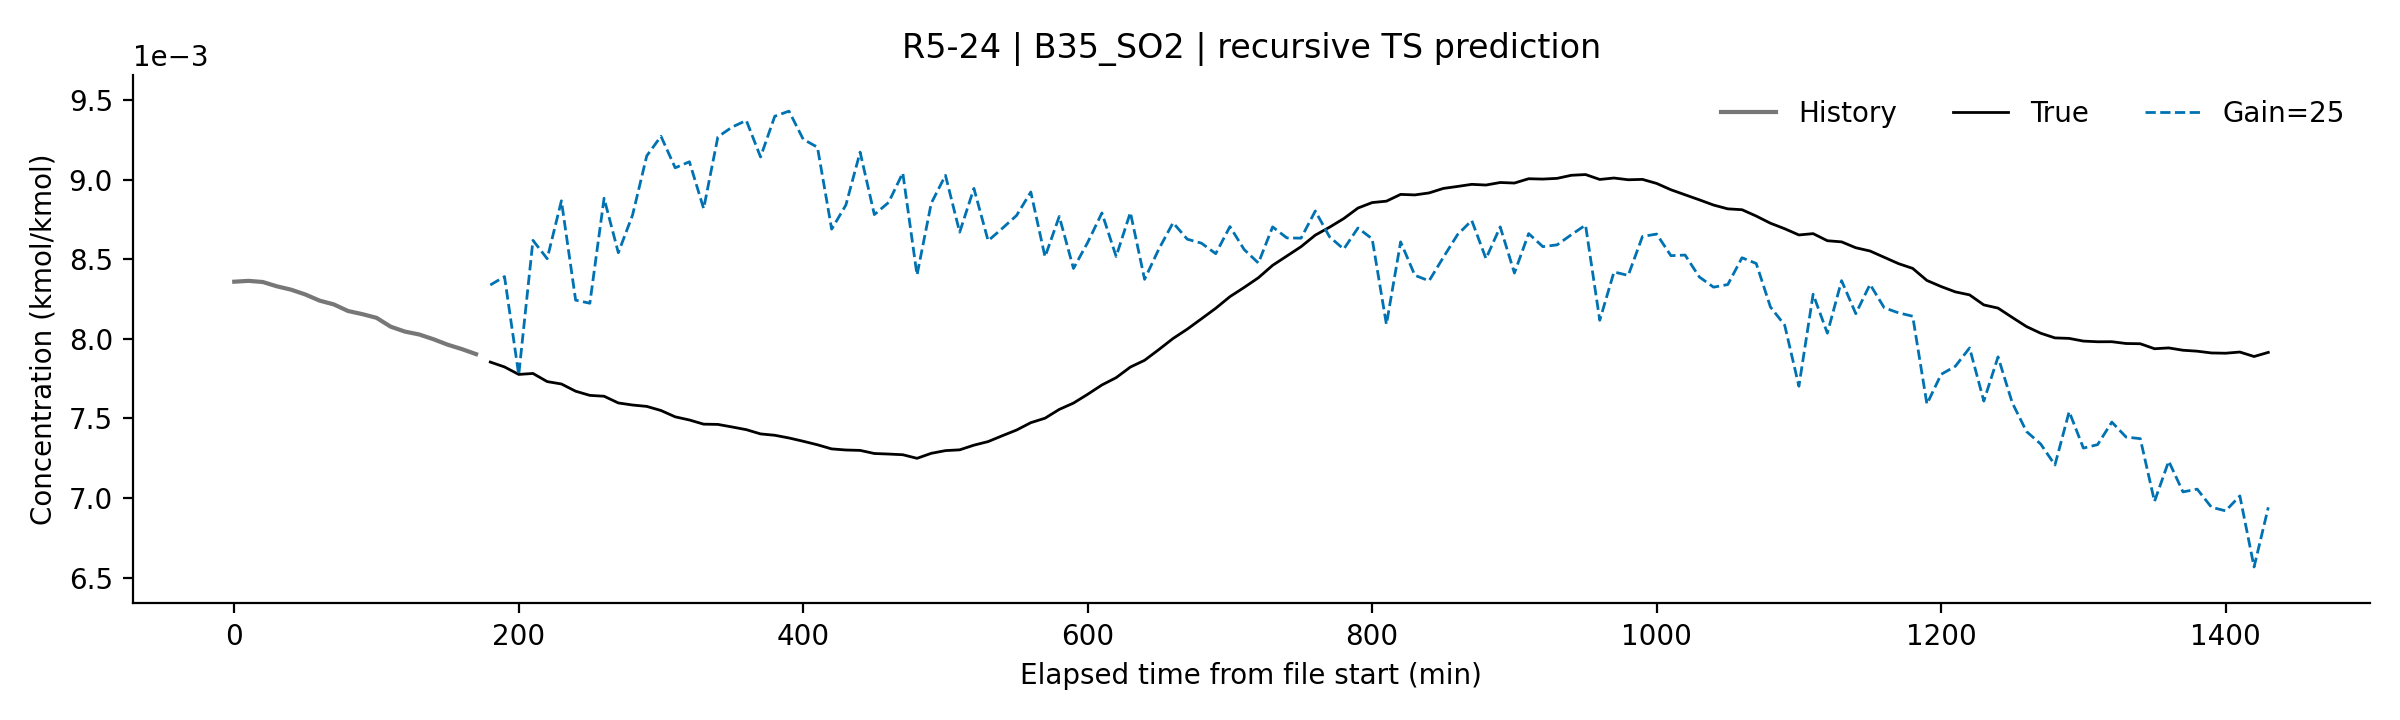 R5-24 | B35_SO2 | recursive TS prediction
1e−3
History True Gain=25
9.5
9.0
8.5
8.0
7.5
7.0
6.5
Concentration (kmol/kmol)
0 200 400 600 800 1000 1200 1400
Elapsed time from file start (min)